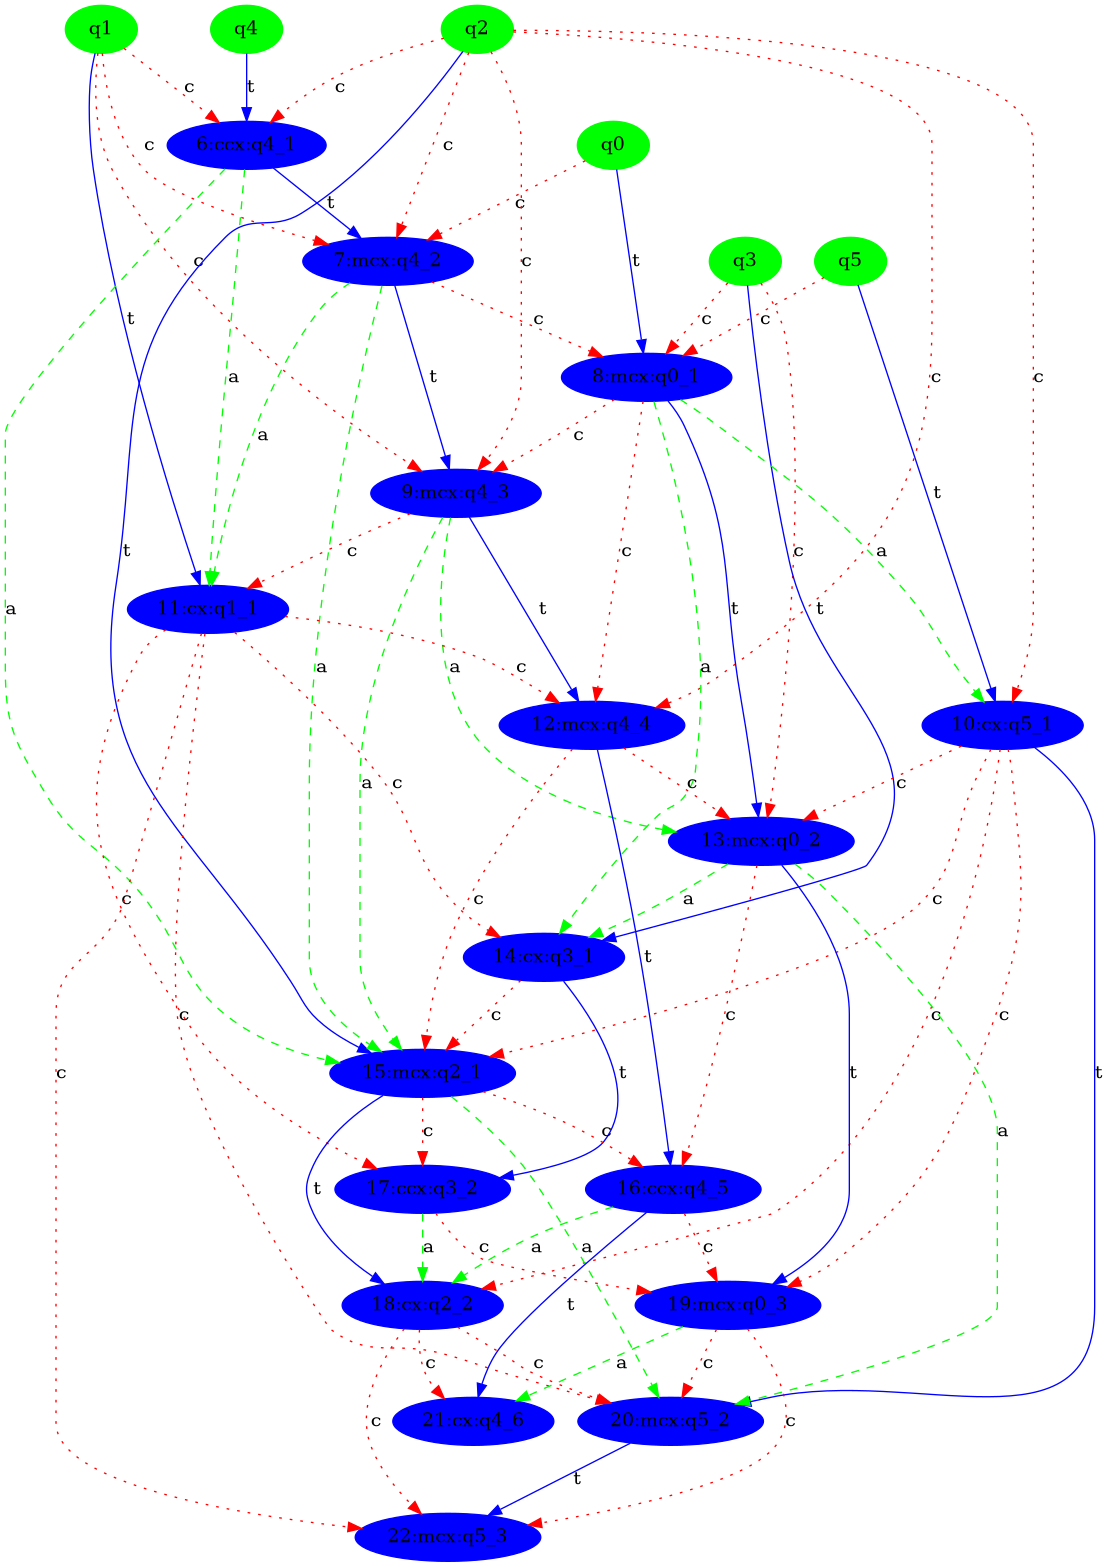 q1 q4 q2
c t c
6:ccx:q4_1 q0
c t c c
7:mcx:q4_2 q3 q5
c c t
t a a c c c c c
8:mcx:q0_1
t c a t
9:mcx:q4_3
t a c t c a c t t
11:cx:q1_1
c c a
12:mcx:q4_4 10:cx:q5_1
a a c c c
13:mcx:q0_2
c c a c
14:cx:q3_1
t
c c c c c c t
15:mcx:q2_1
t t a
t c c
17:ccx:q3_2 16:ccx:q4_5
a a c a
18:cx:q2_2 19:mcx:q0_3
t
c c a c
21:cx:q4_6 20:mcx:q5_2
c t c
22:mcx:q5_3